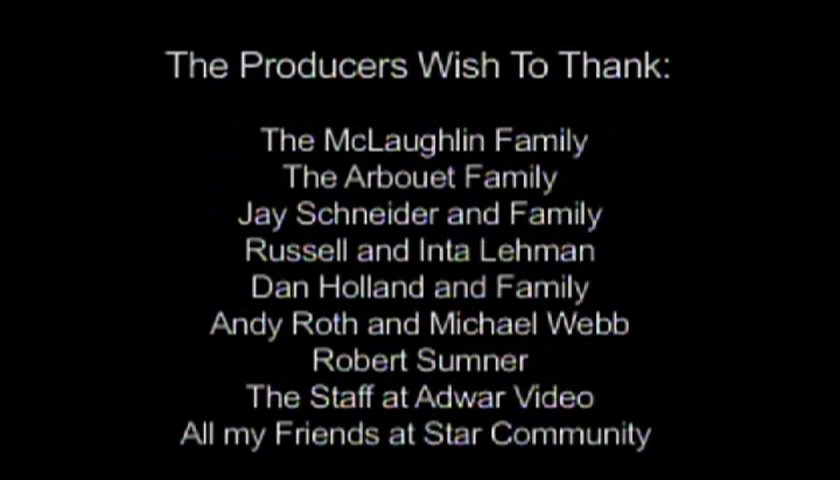 The Producers Wish To Thank:
The McLaughlin Family
The Arbouet Family
Jay Schneider and Family
Russell and Inta Lehman
Dan Holland and Family
Andy Roth and Michael Webb
Robert Sumner
The Staff at Adwar Video
All my Friends at Star Community